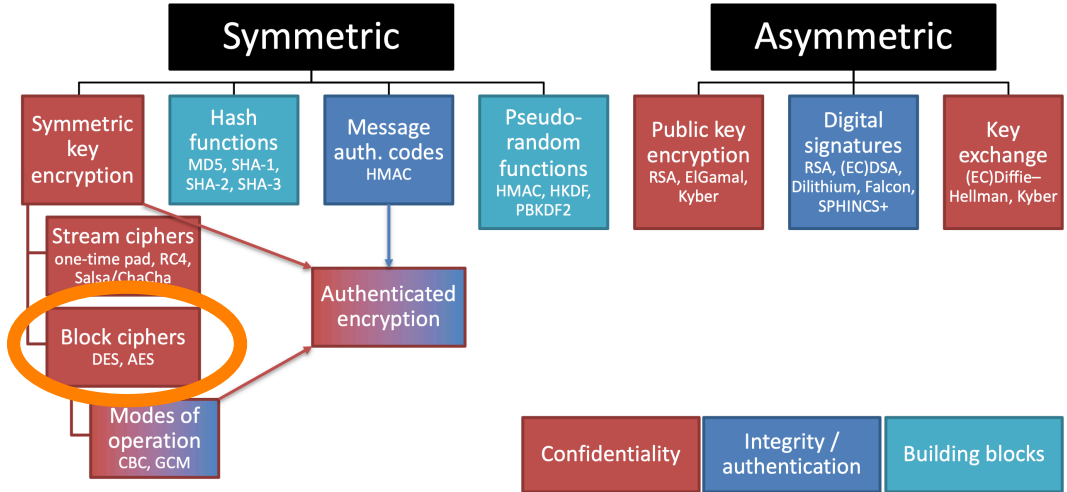 Symmetric
Asymmetric
Symmetric
key
encryption
Hash
functions
MD5, SHA-1,
SHA-2, SHA-3
Message
auth. codes
HMAC
Pseudo-
random
functions
HMAC, HKDF,
PBKDF2
Public key
encryption
RSA, ElGamal,
Kyber
Digital
signatures
RSA, (EC)DSA,
Dilithium, Falcon,
SPHINCS+
Key
exchange
(EC)Diffie–
Hellman, Kyber
Stream ciphers
one-time pad, RC4,
Salsa/ChaCha
Authenticated
encryption
Block ciphers
DES, AES
Modes of
operation
CBC, GCM
Confidentiality
Integrity /
authentication
Building blocks